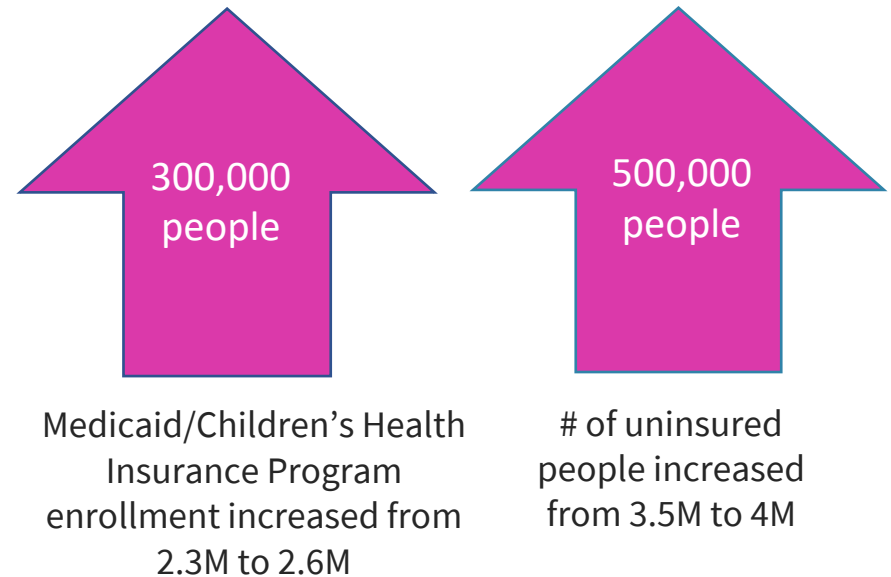 300,000
people
Medicaid/Children’s Health
Insurance Program
enrollment increased from
2.3M to 2.6M
500,000
people
# of uninsured
people increased
from 3.5M to 4M